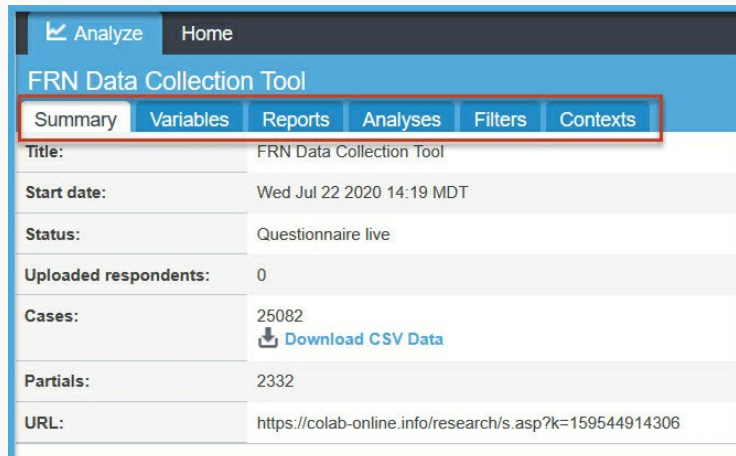 Analyze Home
FRN Data Collection Tool
Summary Variables Reports Analyses Filters Contexts
Title: FRN Data Collection Tool
Start date: Wed Jul 22 2020 14:19 MDT
Status: Questionnaire live
Uploaded respondents: 0
Cases: 25082
Download CSV Data
Partials: 2332
URL: https://colab-online.info/research/s.asp?k=159544914306